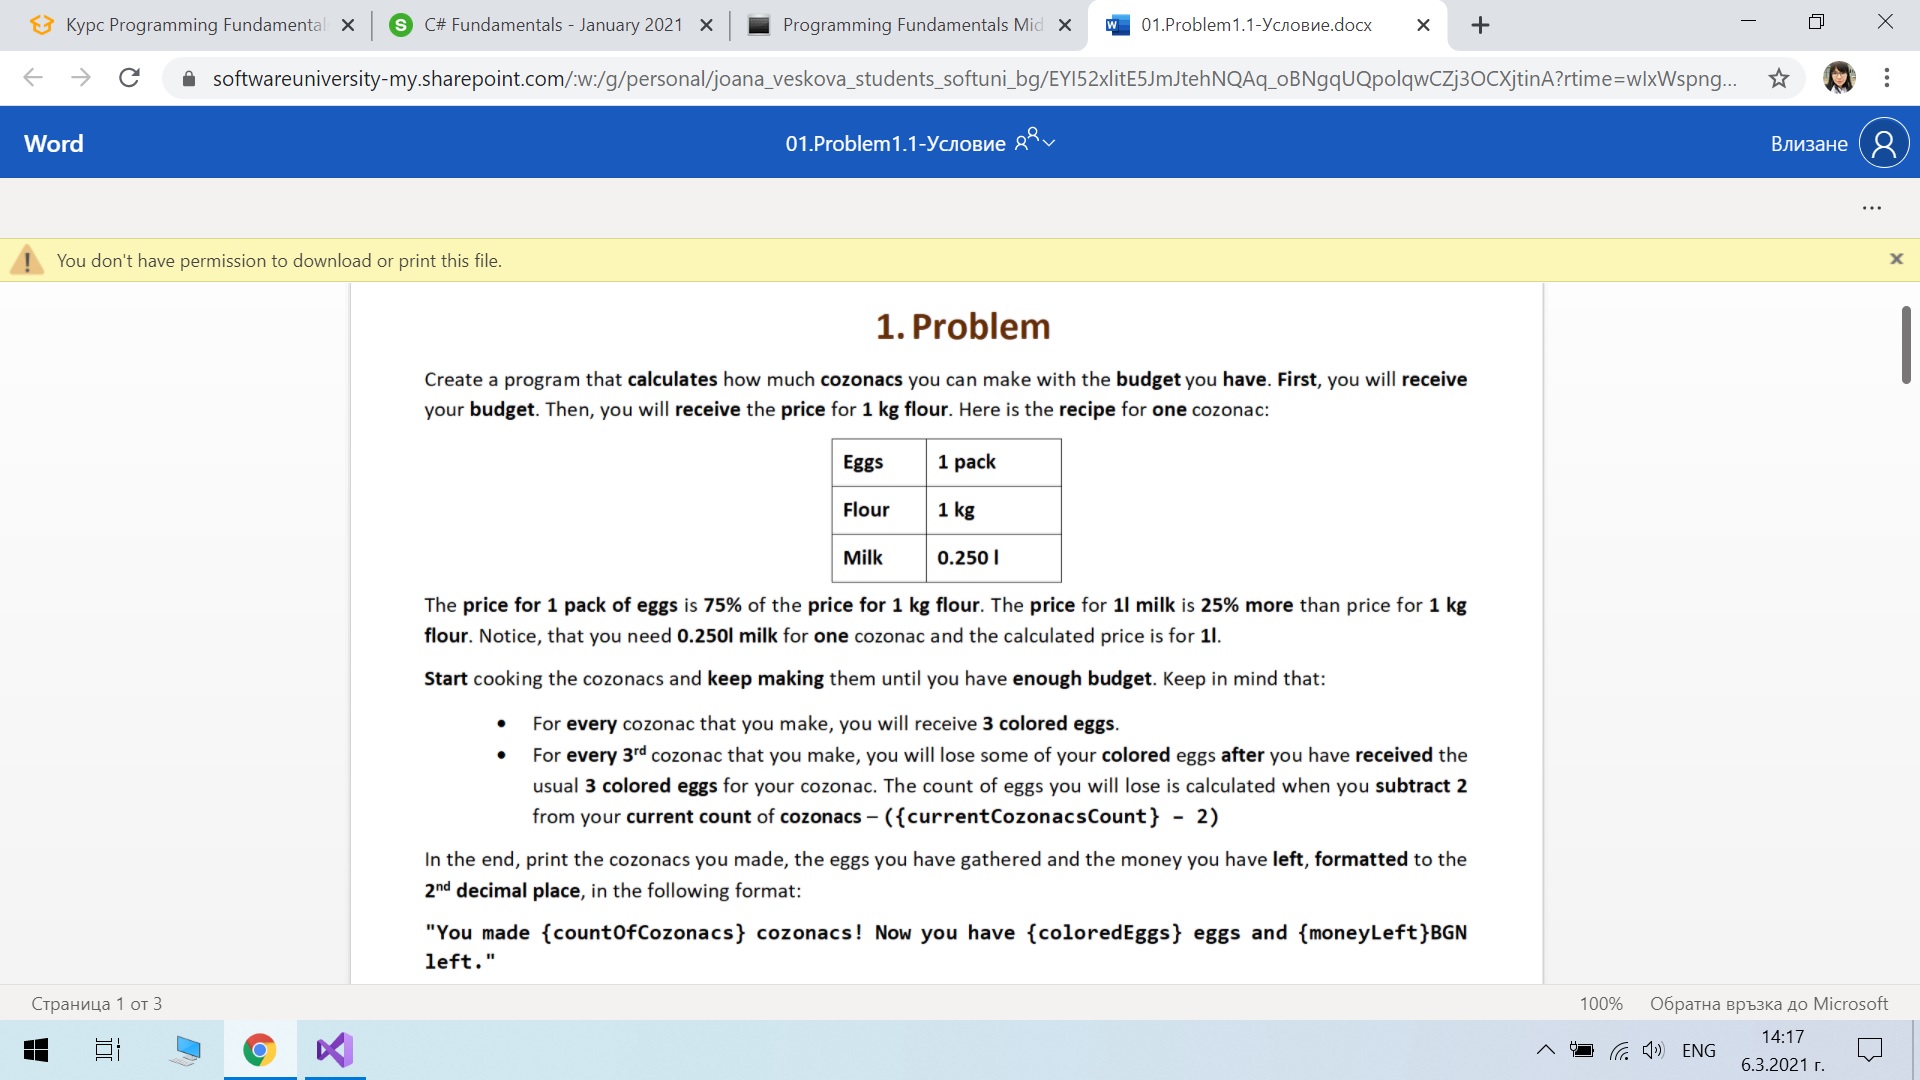 Курс Programming Fundamental
C# Fundamentals - January 2021
Programming Fundamentals Mid
01.Problem1.1-Условие.docx
softwareuniversity-my.sharepoint.com/:w:/g/personal/joana_veskova_students_softuni_bg/EYI52xlitE5JmJtehNQAq_oBNgqUQpolqwCZj3OCXjtinA?rtime=wIxWspng...
Word
01.Problem1.1-Условие
Влизане
You don't have permission to download or print this file.
1. Problem
Create a program that calculates how much cozonacs you can make with the budget you have. First, you will receive
your budget. Then, you will receive the price for 1 kg flour. Here is the recipe for one cozonac:
Eggs 1 pack
Flour 1 kg
Milk 0.250 l
The price for 1 pack of eggs is 75% of the price for 1 kg flour. The price for 1l milk is 25% more than price for 1 kg
flour. Notice, that you need 0.250l milk for one cozonac and the calculated price is for 1l.
Start cooking the cozonacs and keep making them until you have enough budget. Keep in mind that:
• For every cozonac that you make, you will receive 3 colored eggs.
• For every 3rd cozonac that you make, you will lose some of your colored eggs after you have received the
usual 3 colored eggs for your cozonac. The count of eggs you will lose is calculated when you subtract 2
from your current count of cozonacs – ({currentCozonacsCount} - 2)
In the end, print the cozonacs you made, the eggs you have gathered and the money you have left, formatted to the
2nd decimal place, in the following format:
"You made {countOfCozonacs} cozonacs! Now you have {coloredEggs} eggs and {moneyLeft}BGN
left."
Страница 1 от 3
100%
Обратна връзка до Microsoft
ENG
14:17
6.3.2021 г.